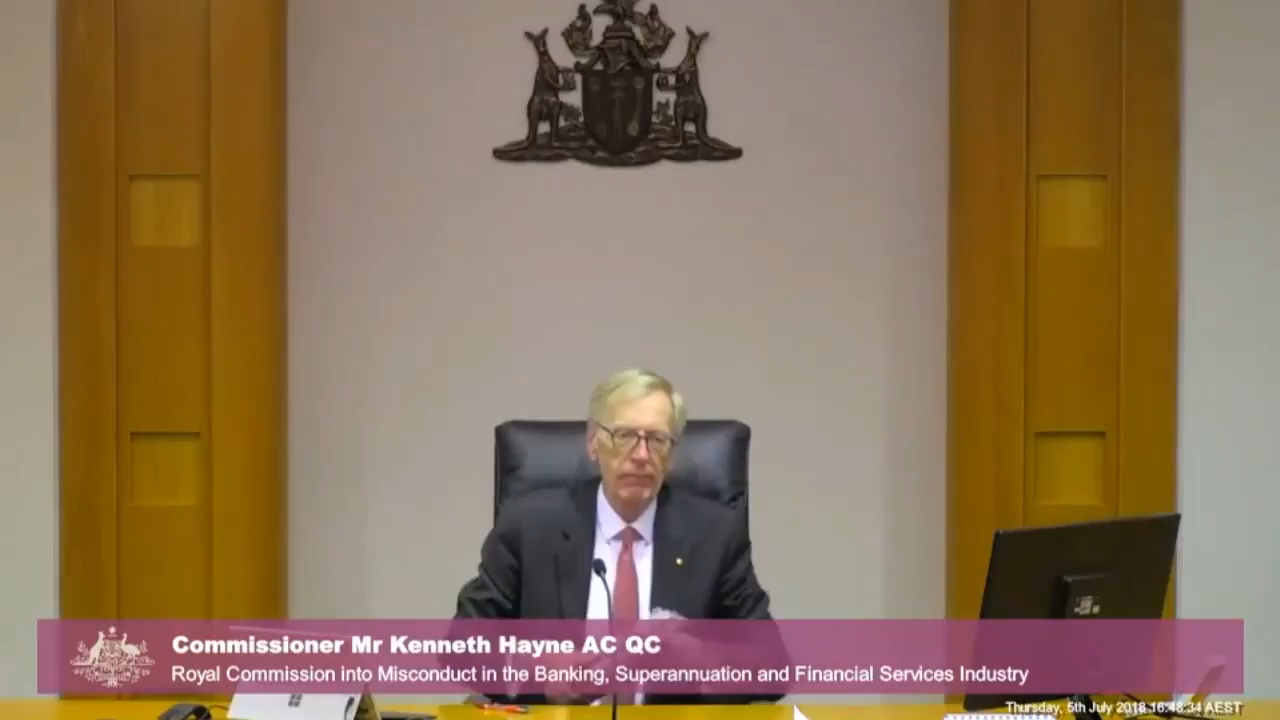 Commissioner Mr Kenneth Hayne AC QC
Royal Commission into Misconduct in the Banking, Superannuation and Financial Services Industry
Thursday, 5th July 2018 16:48:34 AEST